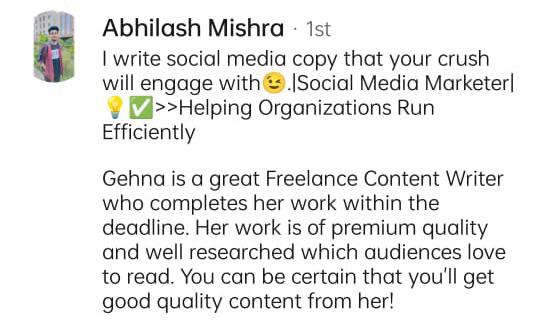 Abhilash Mishra · 1st
I write social media copy that your crush
will engage with😉.|Social Media Marketer|
💡✅>>Helping Organizations Run
Efficiently
Gehna is a great Freelance Content Writer
who completes her work within the
deadline. Her work is of premium quality
and well researched which audiences love
to read. You can be certain that you'll get
good quality content from her!